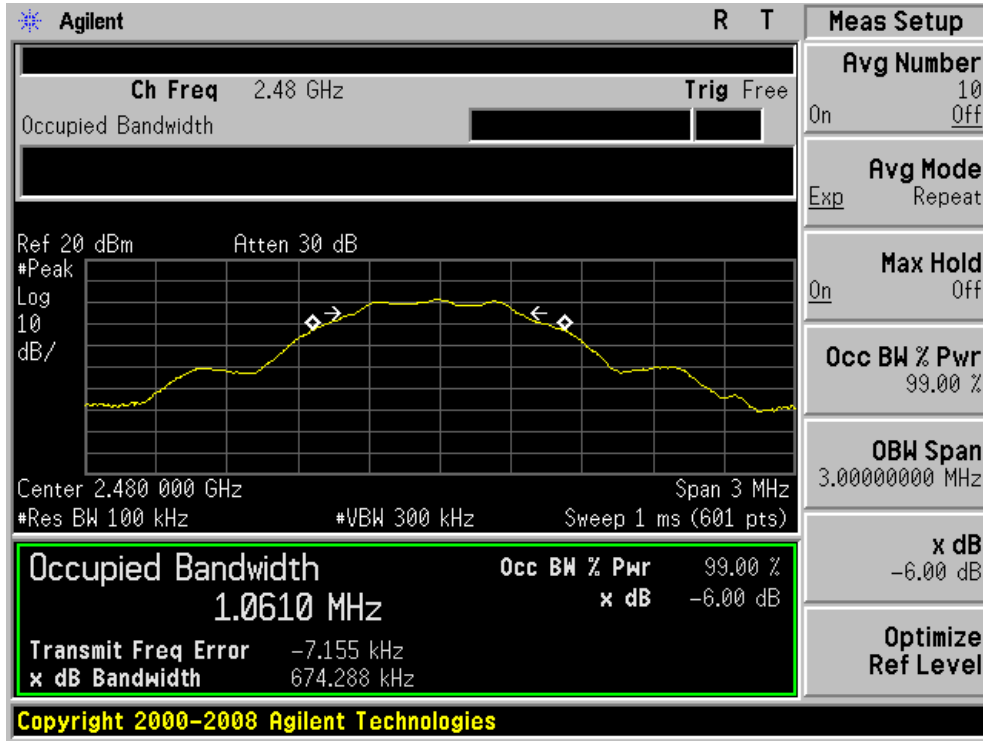 Agilent R T Meas Setup
Ch Freq 2.48 GHz Trig Free
Occupied Bandwidth
Avg Number
10
On Off
Avg Mode
Exp Repeat
Ref 20 dBm Atten 30 dB
#Peak
Log
10
dB/
Max Hold
On Off
Occ BW % Pwr
99.00 %
OBW Span
3.00000000 MHz
Center 2.480 000 GHz Span 3 MHz
#Res BW 100 kHz #VBW 300 kHz Sweep 1 ms (601 pts)
x dB
-6.00 dB
Occupied Bandwidth Occ BW % Pwr 99.00 %
1.0610 MHz x dB -6.00 dB
Transmit Freq Error -7.155 kHz
x dB Bandwidth 674.288 kHz
Optimize
Ref Level
Copyright 2000-2008 Agilent Technologies